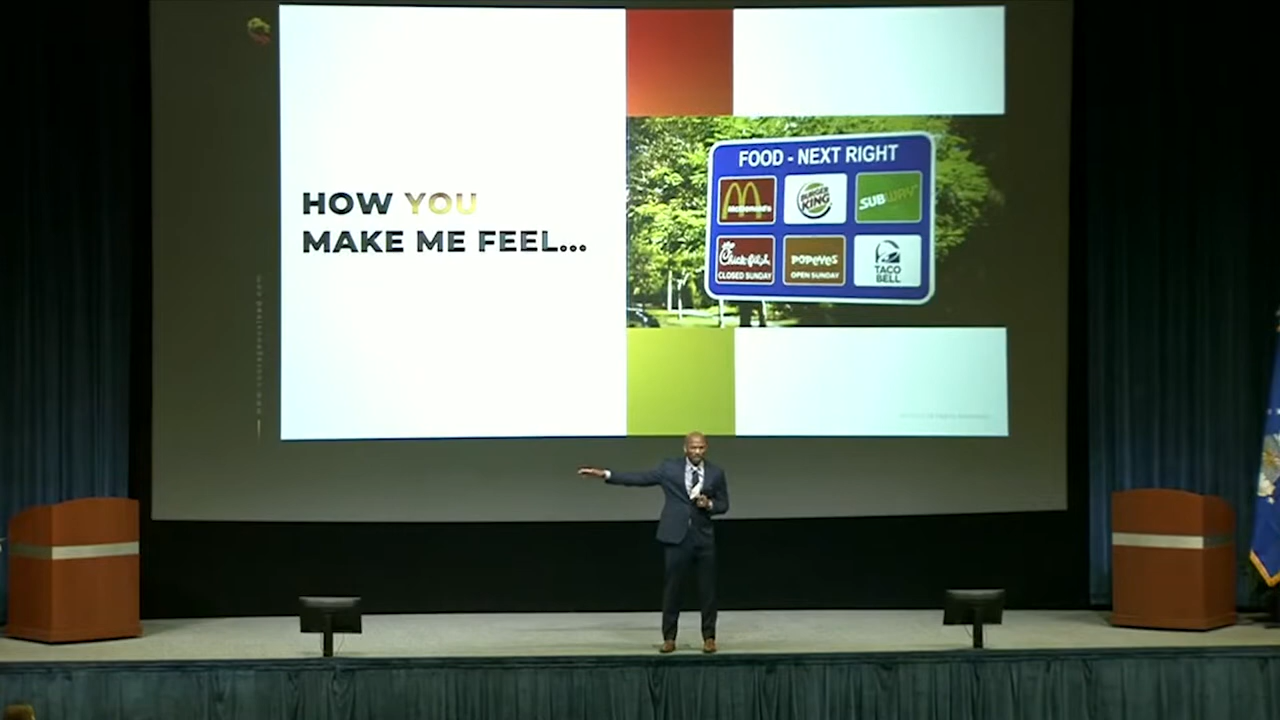 HOW YOU
MAKE ME FEEL...
FOOD - NEXT RIGHT
McDonald's
BURGER
KING
SUBWAY
Chick-fil-A
CLOSED SUNDAY
POPEYES
OPEN SUNDAY
TACO
BELL